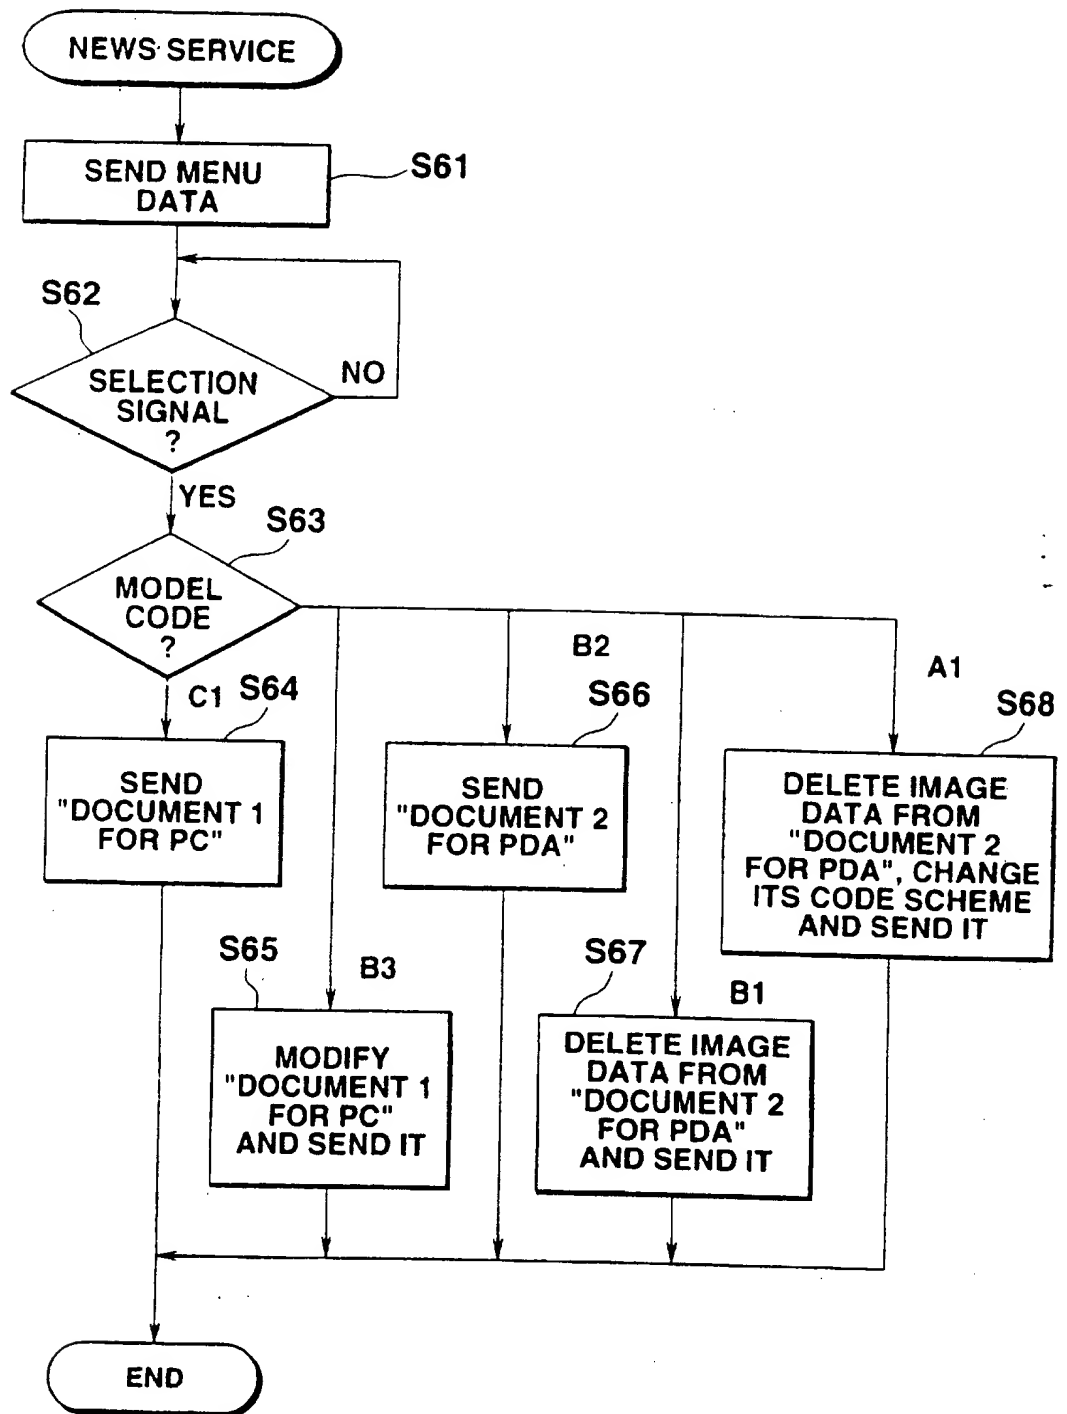 NEWS SERVICE
SEND MENU
DATA
S61
S62
SELECTION
SIGNAL
?
NO
YES
S63
MODEL
CODE
?
C1
S64
SEND
"DOCUMENT 1
FOR PC"
B3
S65
MODIFY
"DOCUMENT 1
FOR PC"
AND SEND IT
B2
S66
SEND
"DOCUMENT 2
FOR PDA"
B1
S67
DELETE IMAGE
DATA FROM
"DOCUMENT 2
FOR PDA"
AND SEND IT
A1
S68
DELETE IMAGE
DATA FROM
"DOCUMENT 2
FOR PDA", CHANGE
ITS CODE SCHEME
AND SEND IT
END